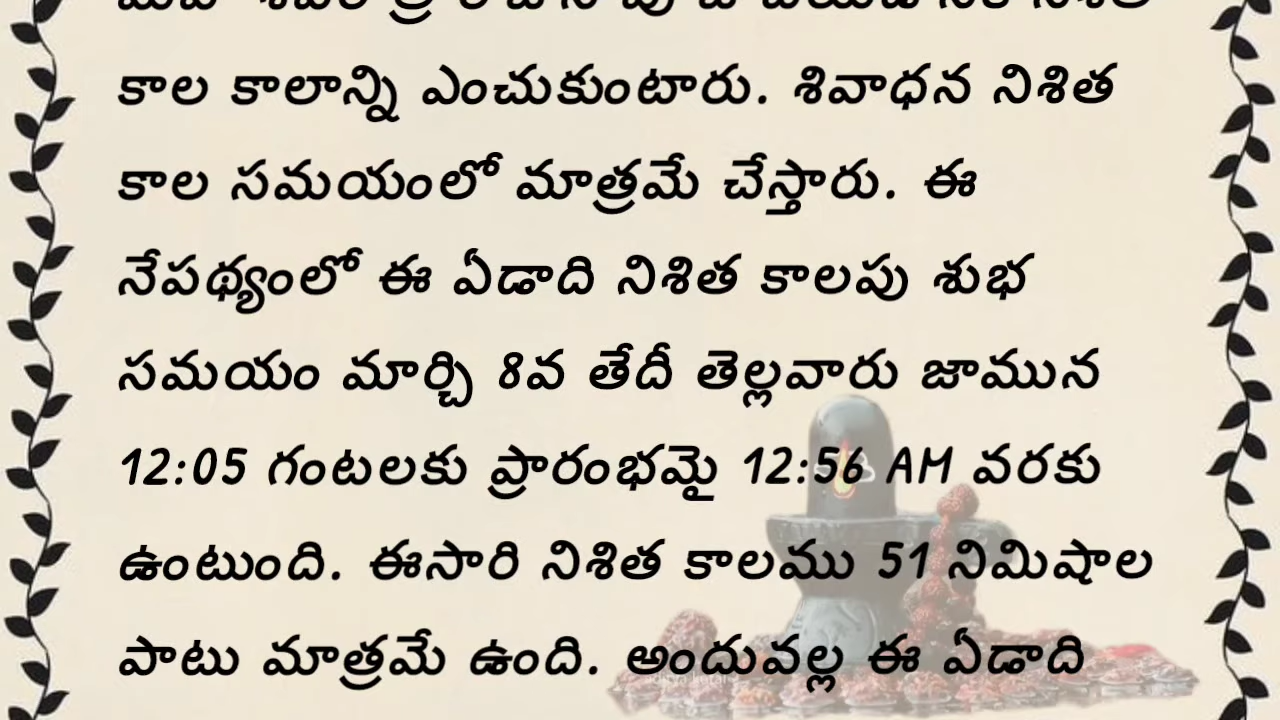 కాల కాలాన్ని ఎంచుకుంటారు. శివాధన నిశిత
కాల సమయంలో మాత్రమే చేస్తారు. ఈ
నేపథ్యంలో ఈ ఏడాది నిశిత కాలపు శుభ
సమయం మార్చి 8వ తేదీ తెల్లవారు జామున
12:05 గంటలకు ప్రారంభమై 12:56 AM వరకు
ఉంటుంది. ఈసారి నిశిత కాలము 51 నిమిషాల
పాటు మాత్రమే ఉంది. అందువల్ల ఈ ఏడాది